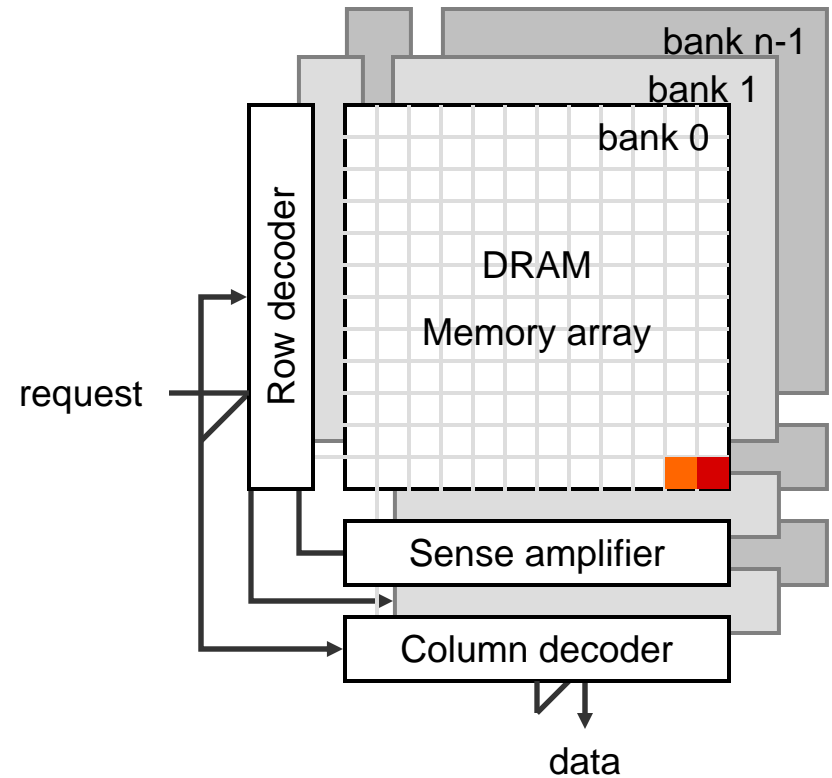 bank n-1
bank 1
bank 0
Row decoder
DRAM
Memory array
request
Sense amplifier
Column decoder
data